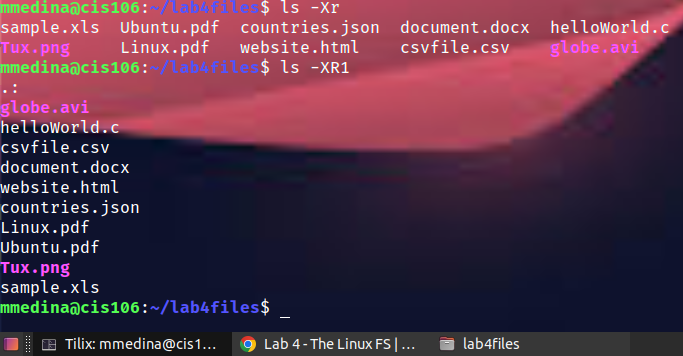 mmedina@cis106:~/lab4files$ ls -Xr
sample.xls Ubuntu.pdf countries.json document.docx helloWorld.c
Tux.png Linux.pdf website.html csvfile.csv globe.avi
mmedina@cis106:~/lab4files$ ls -XR1
.:
globe.avi
helloWorld.c
csvfile.csv
document.docx
website.html
countries.json
Linux.pdf
Ubuntu.pdf
Tux.png
sample.xls
mmedina@cis106:~/lab4files$ _
Tilix: mmedina@cis1... Lab 4 - The Linux FS | ... lab4files